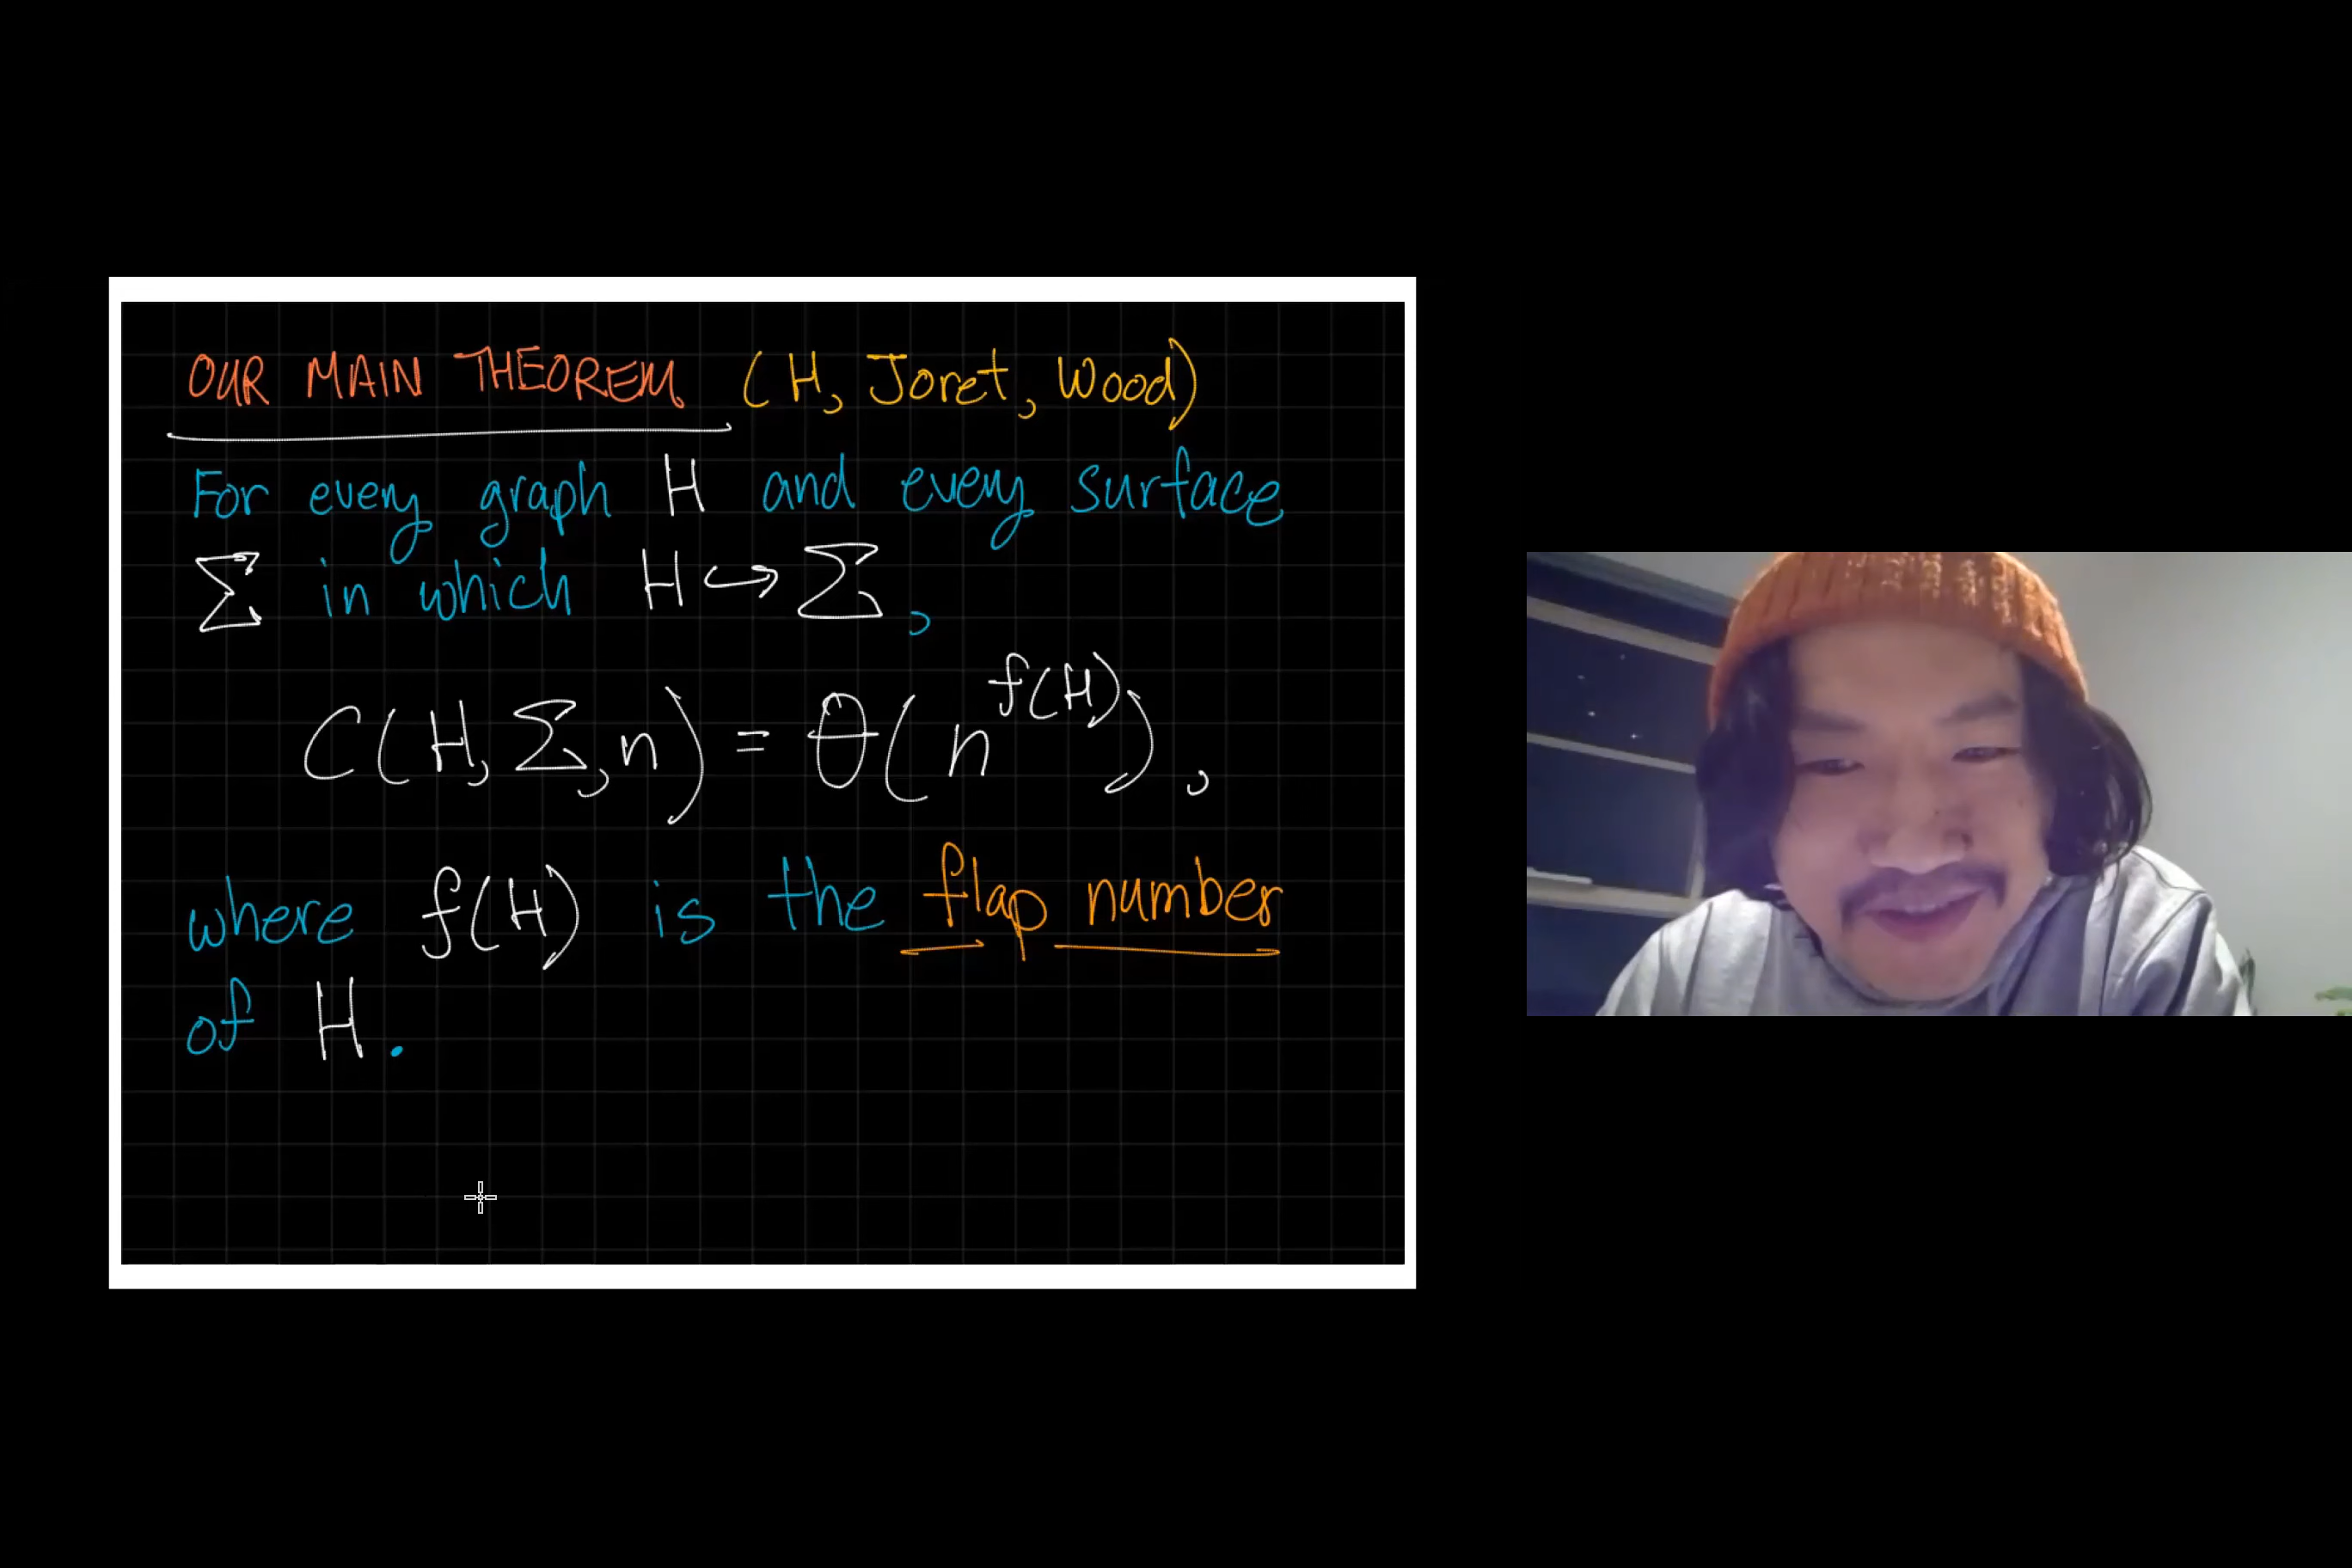 OUR MAIN THEOREM (H, Joret, Wood)
For every graph H and every surface
Σ in which H ↪ Σ,
C(H, Σ, n) = Θ(n^f(H)),
where f(H) is the flap number
of H.